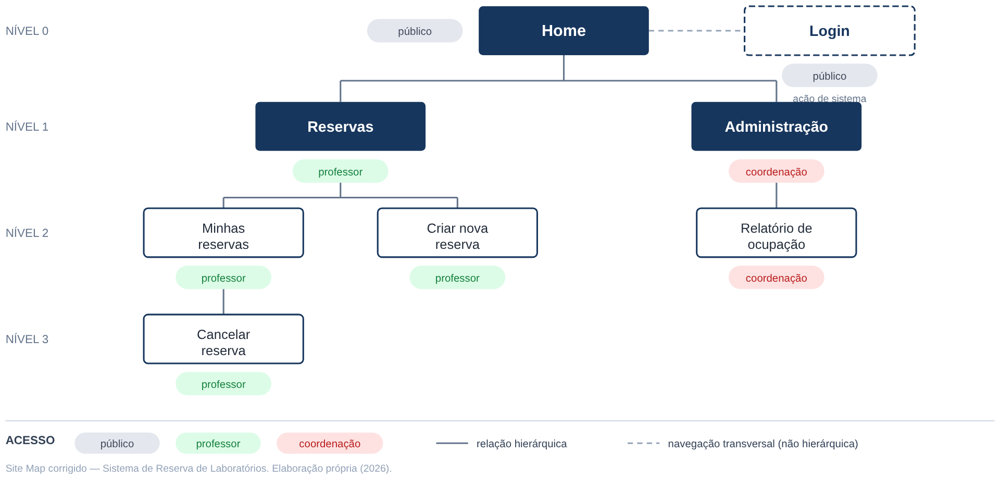 NÍVEL 0
público
Home
Login
público
ação de sistema
NÍVEL 1
Reservas
Administração
professor
coordenação
NÍVEL 2
Minhas
reservas
Criar nova
reserva
Relatório de
ocupação
professor
professor
coordenação
NÍVEL 3
Cancelar
reserva
professor
ACESSO
público
professor
coordenação
relação hierárquica
navegação transversal (não hierárquica)
Site Map corrigido — Sistema de Reserva de Laboratórios. Elaboração própria (2026).